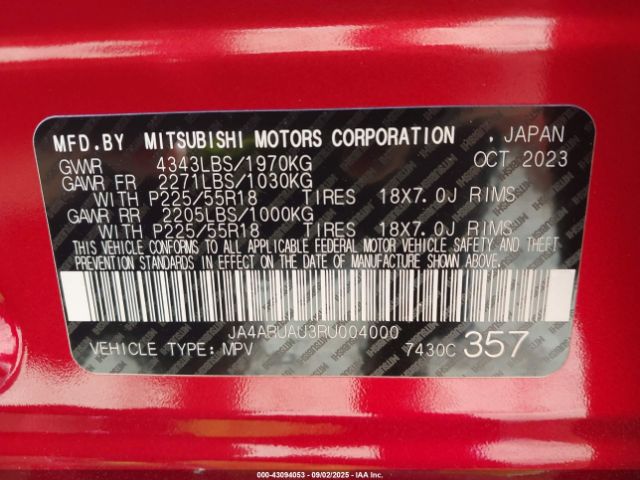 MFD.BY MITSUBISHI MOTORS CORPORATION , JAPAN
GVWR 4343LBS/1970KG OCT 2023
GAWR FR 2271LBS/1030KG
WITH P225/55R18 TIRES 18X7.0J RIMS
GAWR RR 2205LBS/1000KG
WITH P225/55R18 TIRES 18X7.0J RIMS
THIS VEHICLE CONFORMS TO ALL APPLICABLE FEDERAL MOTOR VEHICLE SAFETY AND THEFT
PREVENTION STANDARDS IN EFFECT ON THE DATE OF MANUFACTURE SHOWN ABOVE.
JA4ARUAU3RU004000
VEHICLE TYPE: MPV 7430C 357
000-43094053 - 09/02/2025 - IAAI Inc.